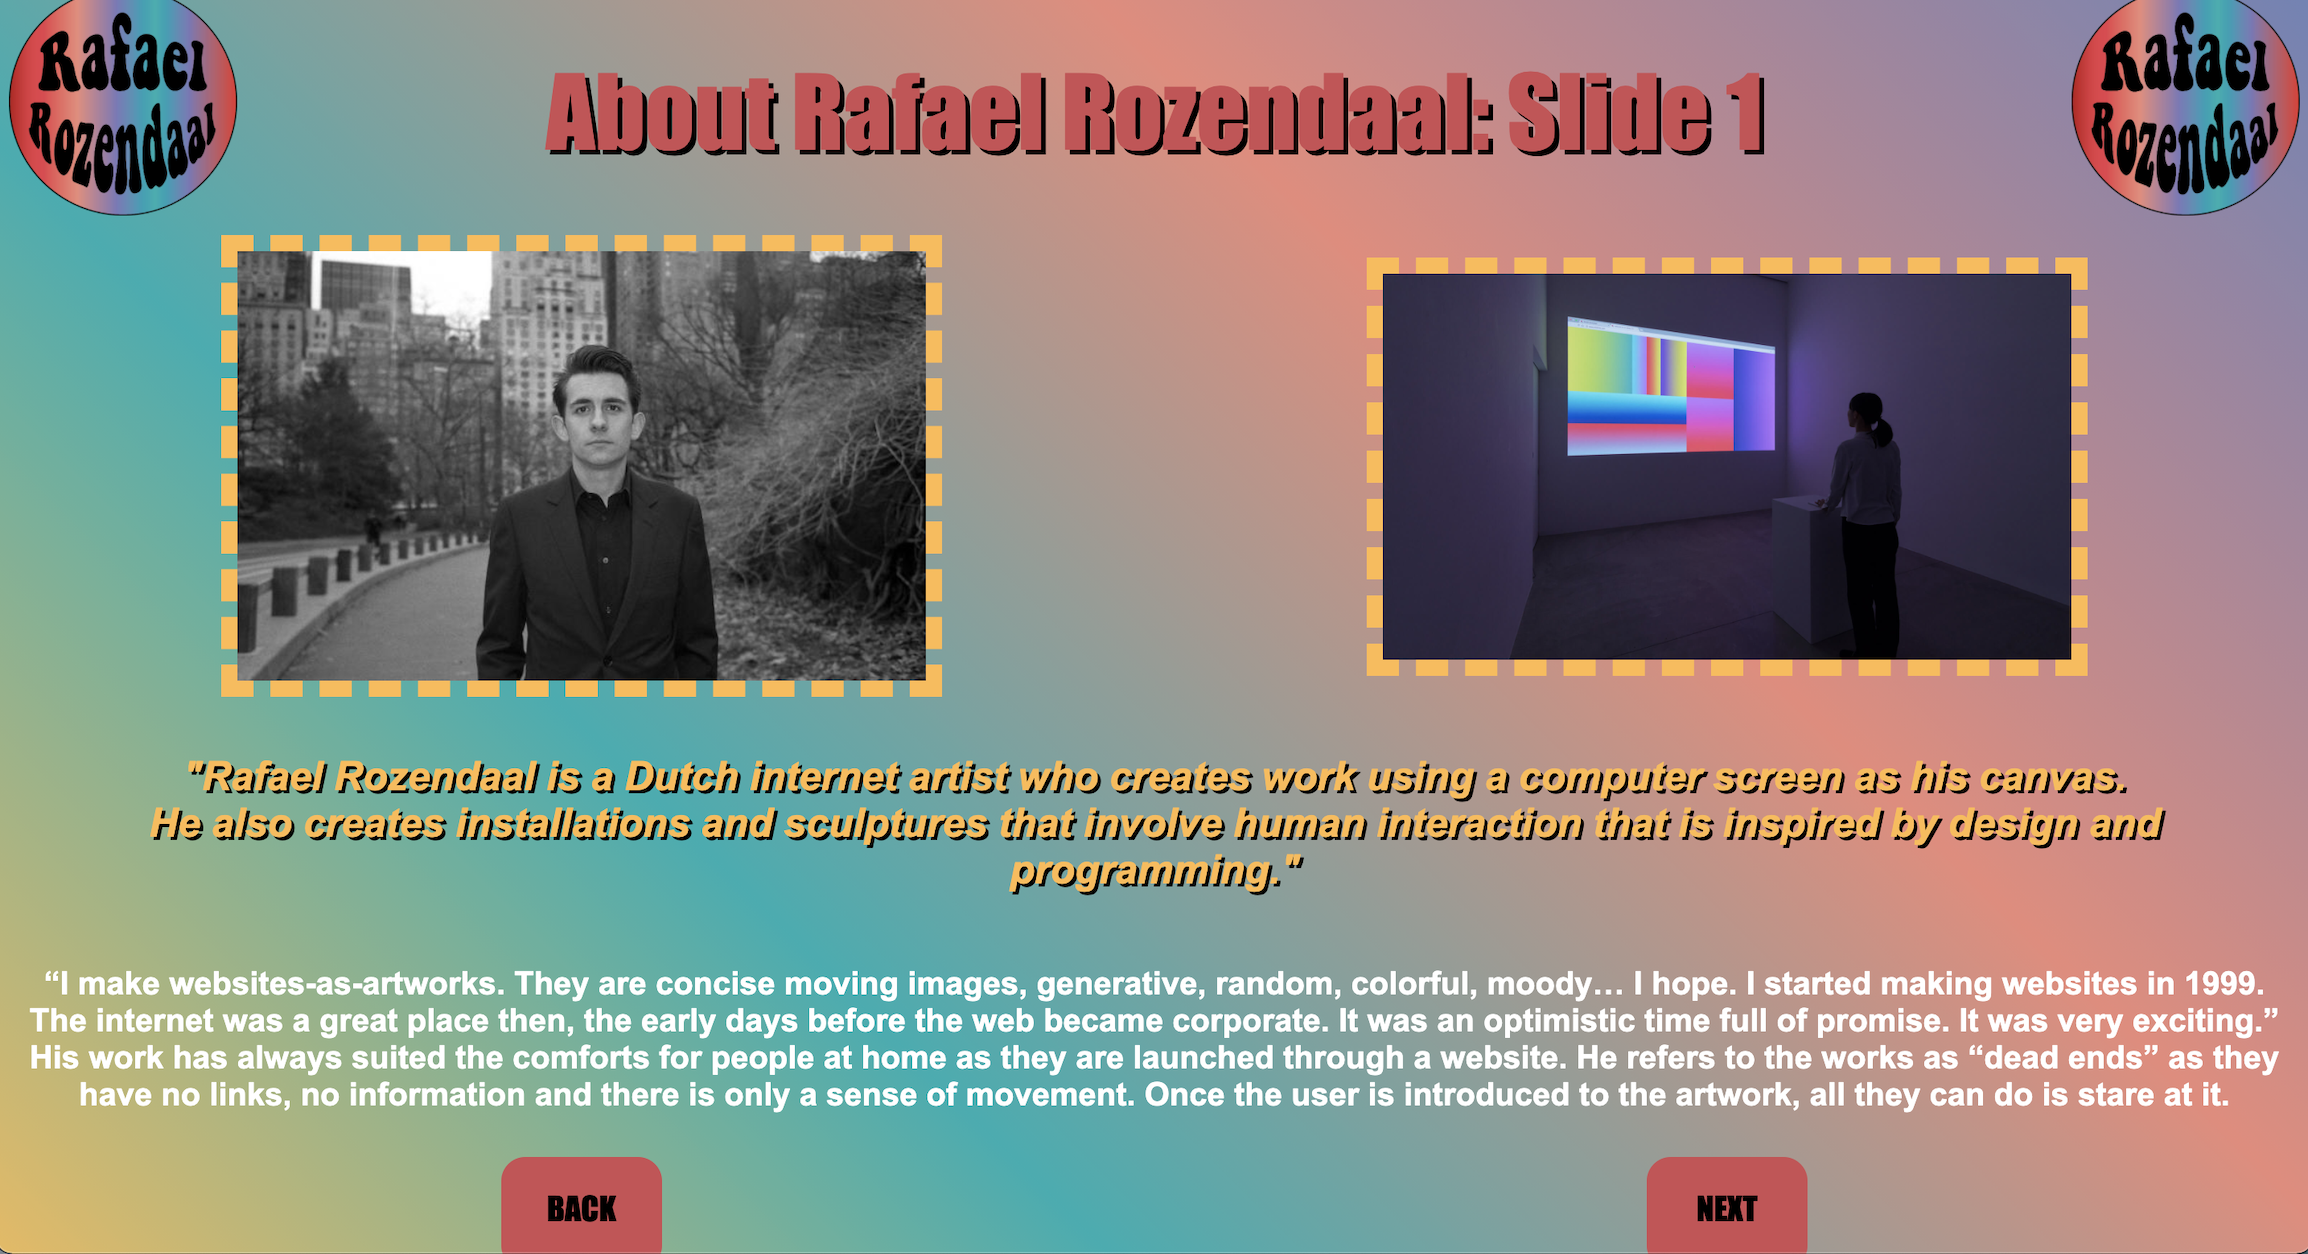 Rafael
Rozendaal
About Rafael Rozendaal: Slide 1
Rafael
Rozendaal
"Rafael Rozendaal is a Dutch internet artist who creates work using a computer screen as his canvas.
He also creates installations and sculptures that involve human interaction that is inspired by design and
programming."
“I make websites-as-artworks. They are concise moving images, generative, random, colorful, moody… I hope. I started making websites in 1999.
The internet was a great place then, the early days before the web became corporate. It was an optimistic time full of promise. It was very exciting.”
His work has always suited the comforts for people at home as they are launched through a website. He refers to the works as “dead ends” as they
have no links, no information and there is only a sense of movement. Once the user is introduced to the artwork, all they can do is stare at it.
BACK
NEXT